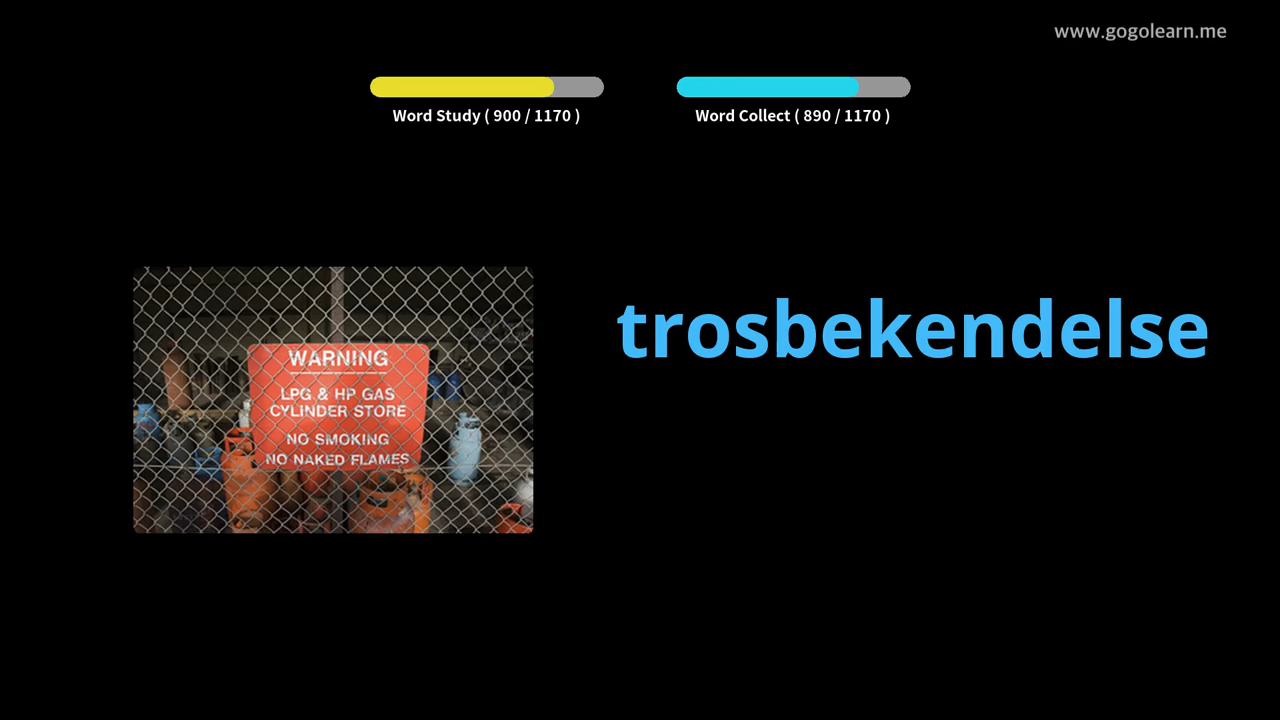 www.gogolearn.me
Word Study ( 900 / 1170 )
Word Collect ( 890 / 1170 )
trosbekendelse
WARNING
LPG & HP GAS
CYLINDER STORE
NO SMOKING
NO NAKED FLAMES